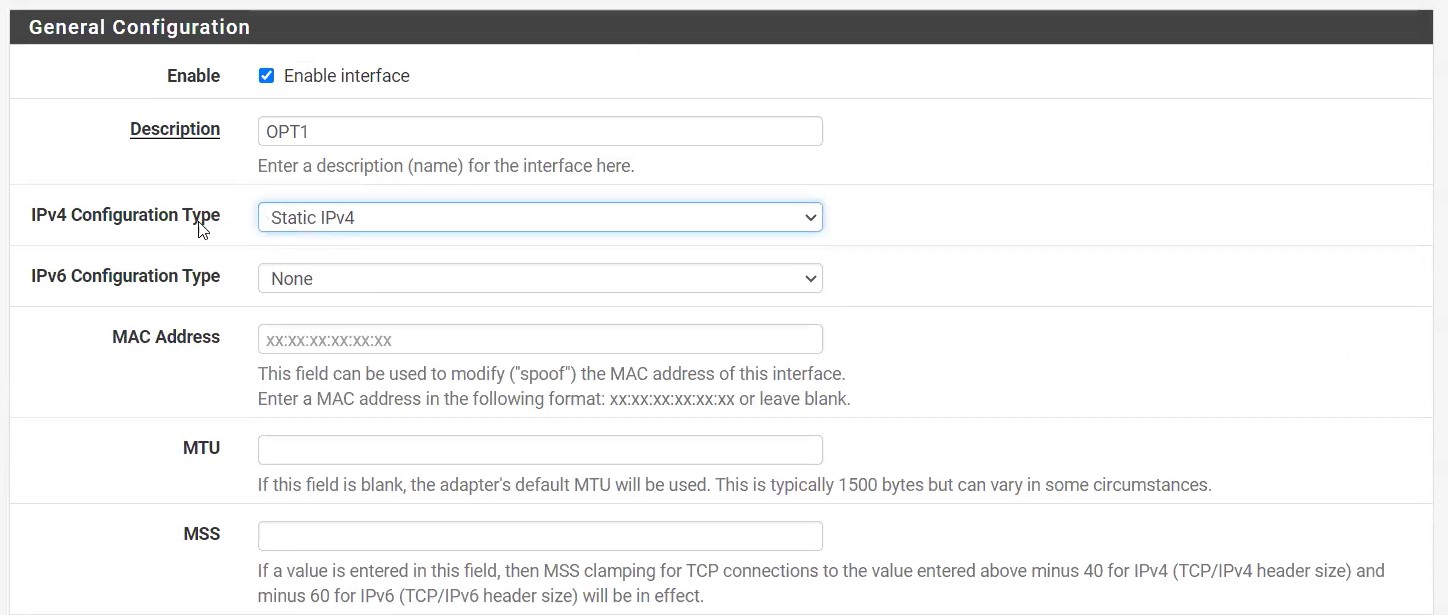 General Configuration
Enable
Enable interface
Description
OPT1
Enter a description (name) for the interface here.
IPv4 Configuration Type
Static IPv4
IPv6 Configuration Type
None
MAC Address
xx:xx:xx:xx:xx:xx
This field can be used to modify ("spoof") the MAC address of this interface.
Enter a MAC address in the following format: xx:xx:xx:xx:xx:xx or leave blank.
MTU
If this field is blank, the adapter's default MTU will be used. This is typically 1500 bytes but can vary in some circumstances.
MSS
If a value is entered in this field, then MSS clamping for TCP connections to the value entered above minus 40 for IPv4 (TCP/IPv4 header size) and
minus 60 for IPv6 (TCP/IPv6 header size) will be in effect.